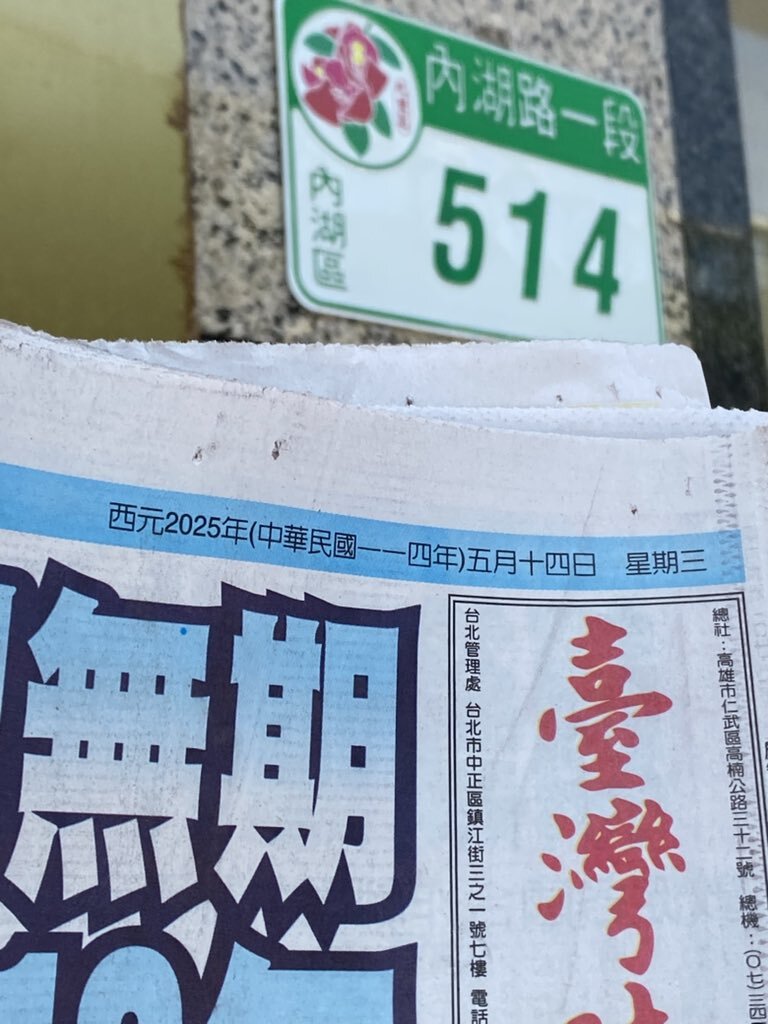 內湖路一段
514
內湖區
西元2025年(中華民國一一四年)五月十四日 星期三
無期
總社：高雄市仁武區高楠公路三十二號 總機：(〇七)三四
臺灣
台北管理處 台北市中正區鎮江街三之一號七樓 電話